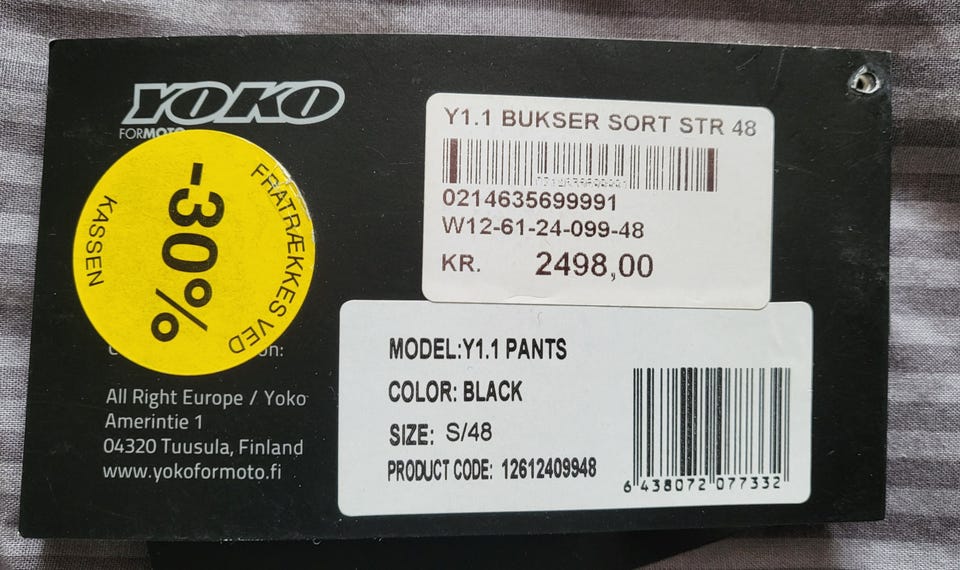 YOKO
FORMOTO
-30%
FRATRÆKKES VED
KASSEN
All Right Europe / Yoko
Amerintie 1
04320 Tuusula, Finland
www.yokoformoto.fi
Y1.1 BUKSER SORT STR 48
0214635699991
W12-61-24-099-48
KR. 2498,00
MODEL:Y1.1 PANTS
COLOR: BLACK
SIZE: S/48
PRODUCT CODE: 12612409948
6 438072 077332